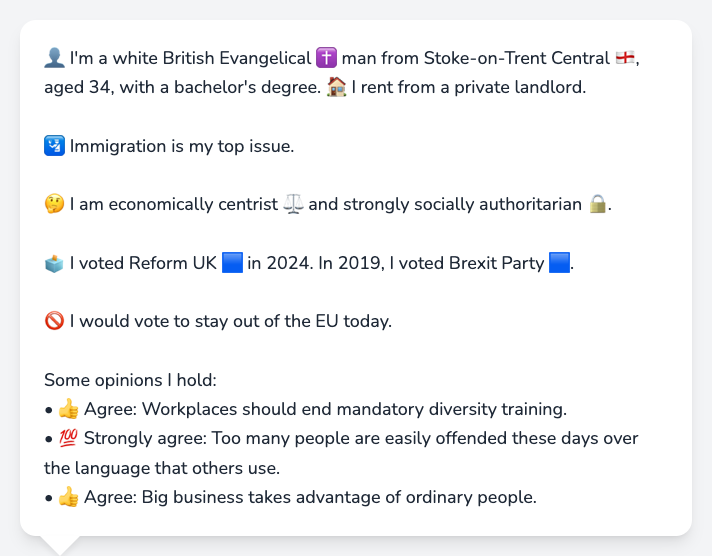 👤 I'm a white British Evangelical ✝️ man from Stoke-on-Trent Central 🏴󠁧󠁢󠁥󠁮󠁧󠁿,
aged 34, with a bachelor's degree. 🏠 I rent from a private landlord.
🛂 Immigration is my top issue.
🤔 I am economically centrist ⚖️ and strongly socially authoritarian 🔒.
🗳️ I voted Reform UK 🟦 in 2024. In 2019, I voted Brexit Party 🟦.
🚫 I would vote to stay out of the EU today.
Some opinions I hold:
• 👍 Agree: Workplaces should end mandatory diversity training.
• 💯 Strongly agree: Too many people are easily offended these days over
the language that others use.
• 👍 Agree: Big business takes advantage of ordinary people.